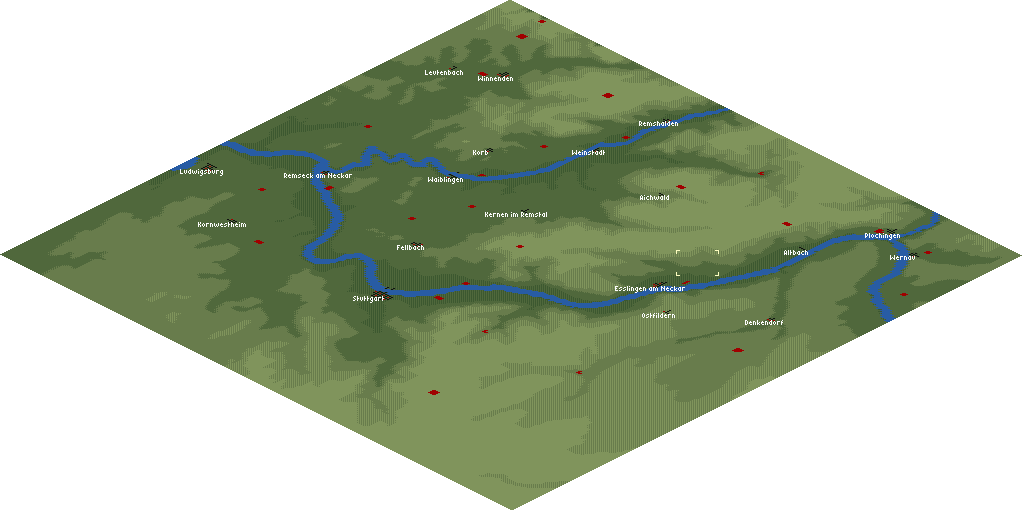 Leutenbach
Winnenden
Remshalden
Korb
Weinstadt
Ludwigsburg
Remseck am Neckar
Waiblingen
Aichwald
Kernen im Remstal
Kornwestheim
Plochingen
Fellbach
Altbach
Wernau
Esslingen am Neckar
Stuttgart
Ostfildern
Denkendorf